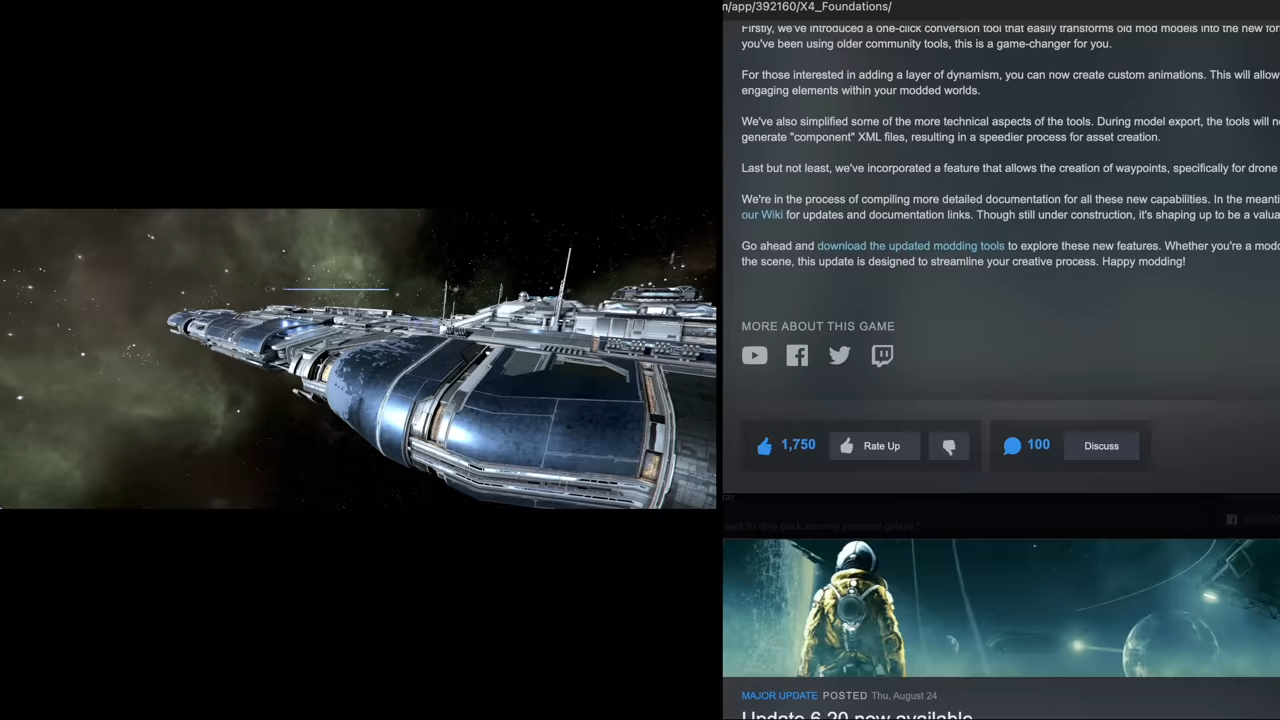 /app/392160/X4_Foundations/
Firstly, we've introduced a one-click conversion tool that easily transforms old mod models into the new
you've been using older community tools, this is a game-changer for you.
For those interested in adding a layer of dynamism, you can now create custom animations. This will allow
engaging elements within your modded worlds.
We've also simplified some of the more technical aspects of the tools. During model export, the tools will
generate "component" XML files, resulting in a speedier process for asset creation.
Last but not least, we've incorporated a feature that allows the creation of waypoints, specifically for drone
We're in the process of compiling more detailed documentation for all these new capabilities. In the
our Wiki for updates and documentation links. Though still under construction, it's shaping up to be a
Go ahead and download the updated modding tools to explore these new features. Whether you're a
the scene, this update is designed to streamline your creative process. Happy modding!
MORE ABOUT THIS GAME
1,750 Rate Up 100 Discuss
MAJOR UPDATE POSTED Thu, August 24
Update 6.20 now available